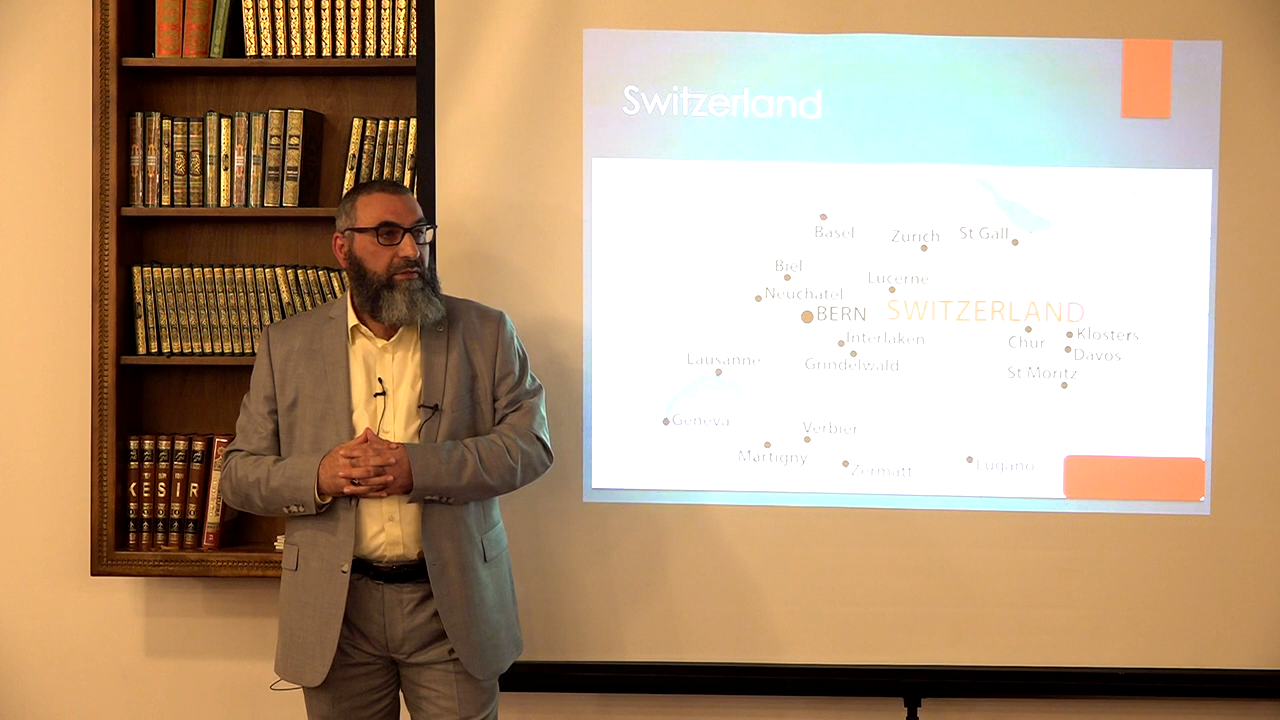 Switzerland
Basel
Zurich
St Gall
Biel
Lucerne
Neuchatel
BERN
SWITZERLAND
Interlaken
Chur
Klosters
Grindelwald
Davos
Lausanne
St Moritz
Geneva
Verbier
Martigny
Zermatt
Lugano
KESIR